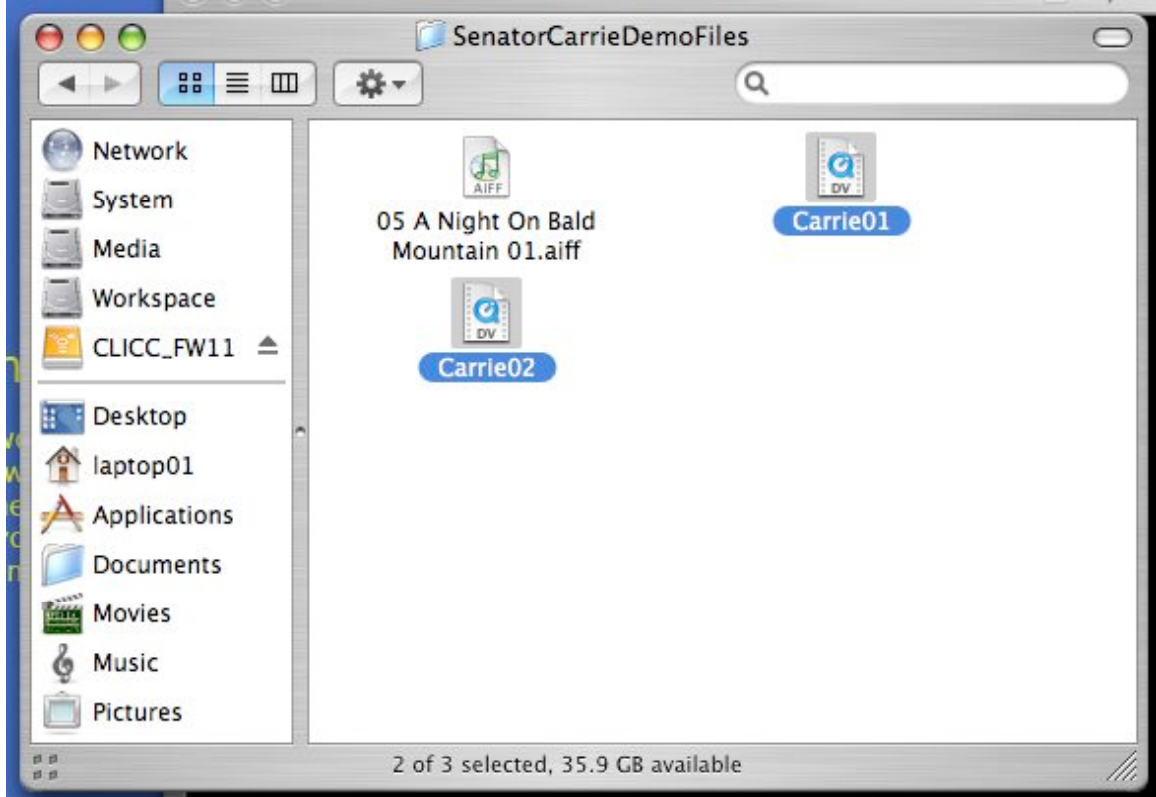 SenatorCarrieDemoFiles
Network
System
Media
Workspace
CLICC_FW11
Desktop
laptop01
Applications
Documents
Movies
Music
Pictures
AIFF
05 A Night On Bald
Mountain 01.aiff
DV
Carrie01
DV
Carrie02
2 of 3 selected, 35.9 GB available